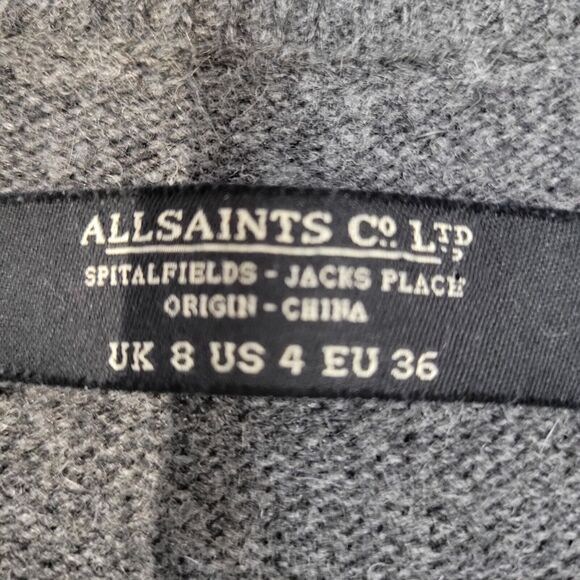 ALLSAINTS Cº. LTD
SPITALFIELDS - JACKS PLACE
ORIGIN - CHINA
UK 8 US 4 EU 36